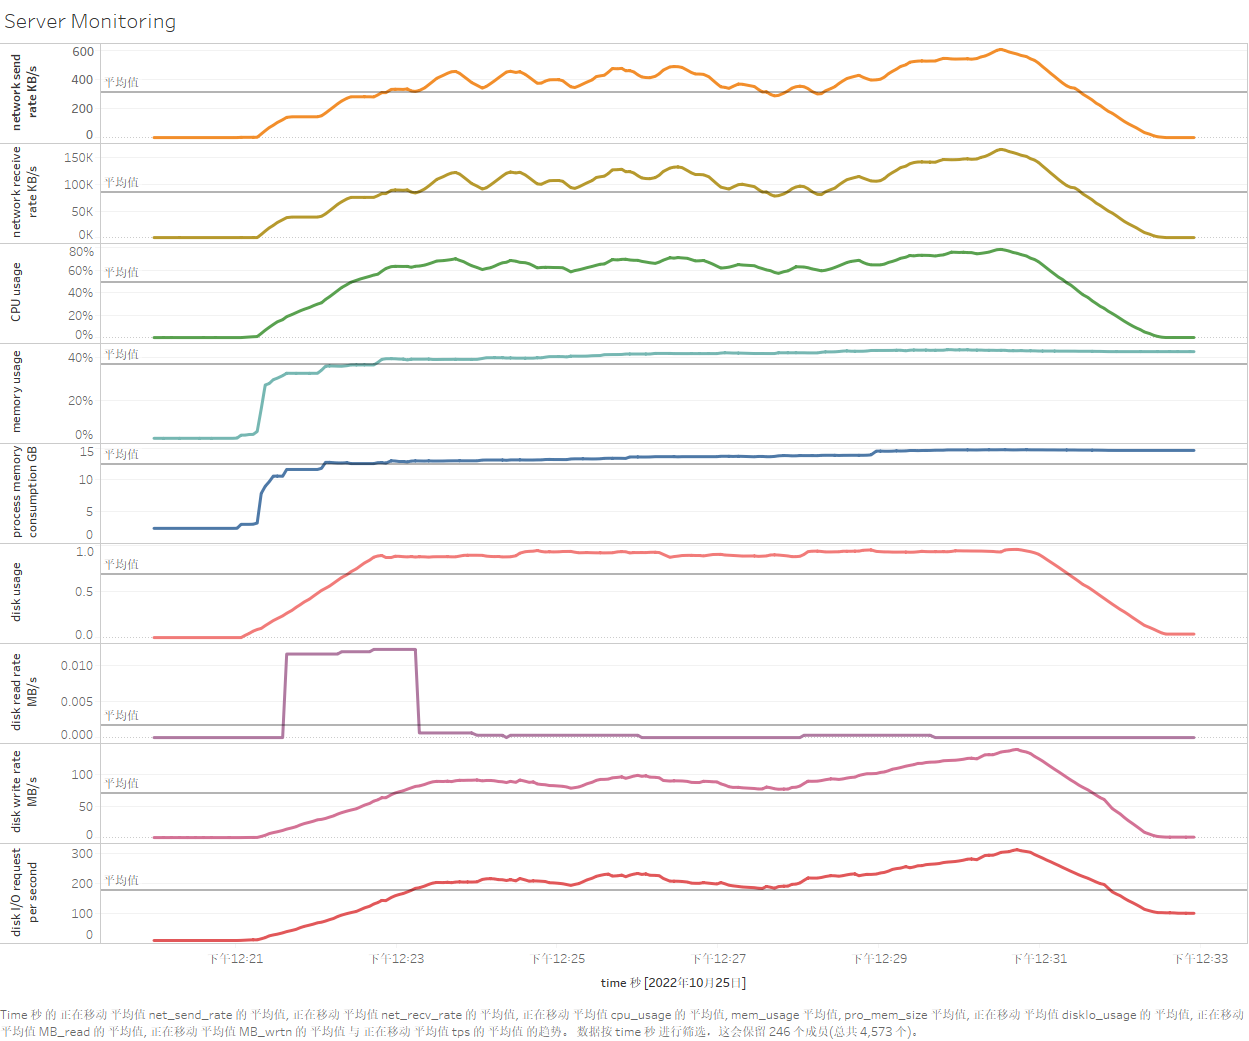 Server Monitoring
network send
rate KB/s
600
400
200
0
平均值
network receive
rate KB/s
150K
100K
50K
0K
平均值
CPU usage
80%
60%
40%
20%
0%
平均值
memory usage
40%
20%
0%
平均值
process memory
consumption GB
15
10
5
0
平均值
disk usage
1.0
0.5
0.0
平均值
disk read rate
MB/s
0.010
0.005
0.000
平均值
disk write rate
MB/s
100
50
0
平均值
disk I/O request
per second
300
200
100
0
平均值
下午12:21
下午12:23
下午12:25
下午12:27
下午12:29
下午12:31
下午12:33
time 秒 [2022年10月25日]
Time 秒 的 正在移动 平均值 net_send_rate 的 平均值, 正在移动 平均值 net_recv_rate 的 平均值, 正在移动 平均值 cpu_usage 的 平均值, mem_usage 平均值, pro_mem_size 平均值, 正在移动 平均值 diskIo_usage 的 平均值, 正在移动
平均值 MB_read 的 平均值, 正在移动 平均值 MB_wrtn 的 平均值 与 正在移动 平均值 tps 的 平均值 的趋势。 数据按 time 秒 进行筛选，这会保留 246 个成员(总共 4,573 个)。